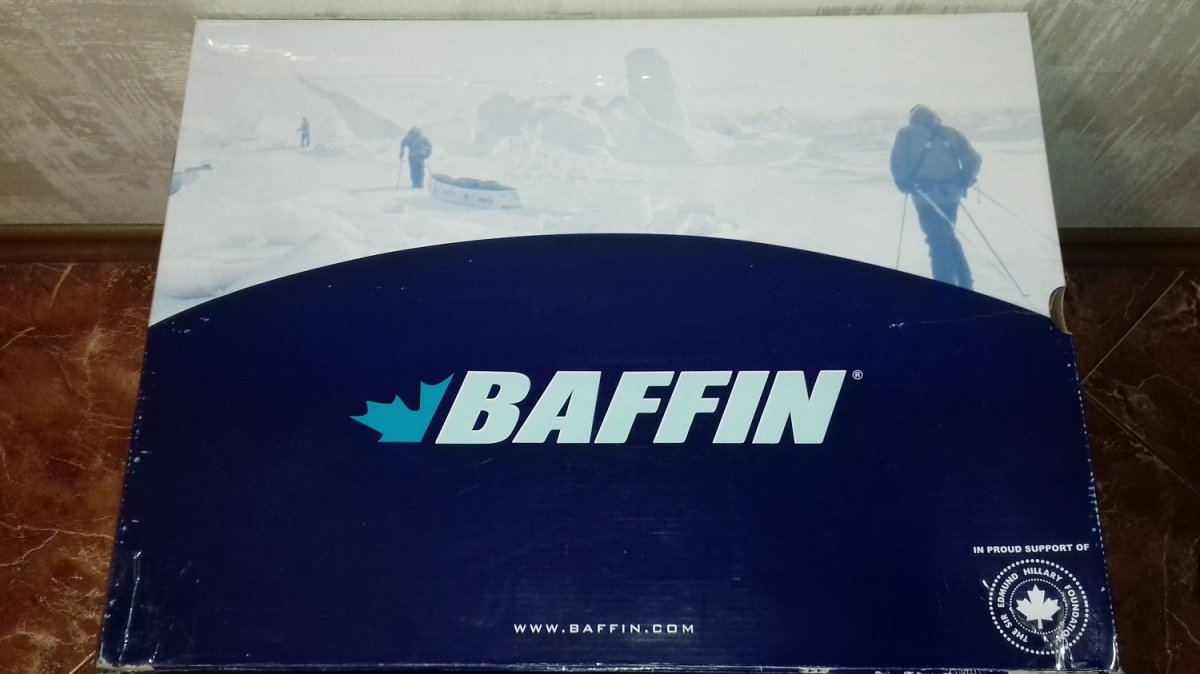 BAFFIN®
IN PROUD SUPPORT OF
THE SIR EDMUND HILLARY FOUNDATION
WWW.BAFFIN.COM